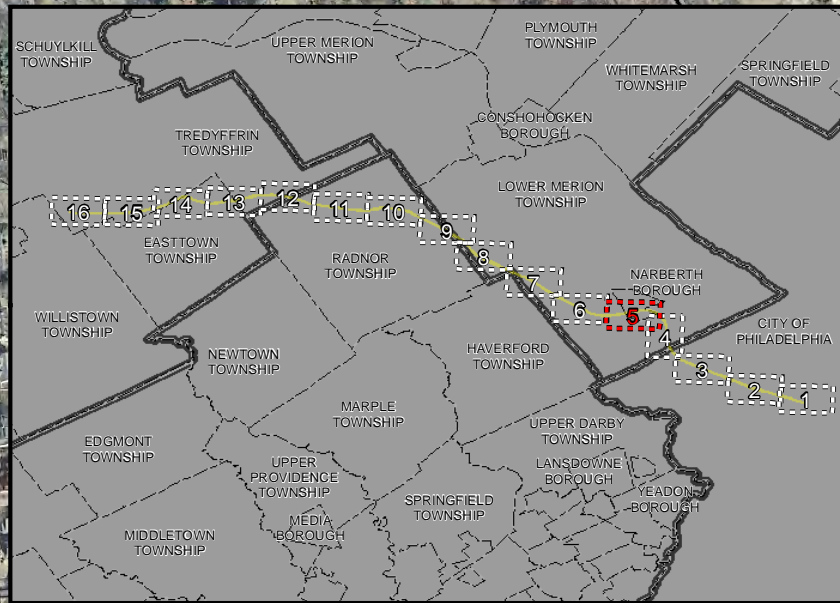 PLYMOUTH
TOWNSHIP
SCHUYLKILL
TOWNSHIP
UPPER MERION
TOWNSHIP
WHITEMARSH
TOWNSHIP
SPRINGFIELD
TOWNSHIP
CONSHOHOCKEN
BOROUGH
TREDYFFRIN
TOWNSHIP
LOWER MERION
TOWNSHIP
16
15
14
13
12
11
10
9
8
7
6
5
4
3
2
1
EASTTOWN
TOWNSHIP
RADNOR
TOWNSHIP
NARBERTH
BOROUGH
WILLISTOWN
TOWNSHIP
CITY OF
PHILADELPHIA
NEWTOWN
TOWNSHIP
HAVERFORD
TOWNSHIP
MARPLE
TOWNSHIP
EDGMONT
TOWNSHIP
UPPER DARBY
TOWNSHIP
UPPER
PROVIDENCE
TOWNSHIP
LANSDOWNE
BOROUGH
SPRINGFIELD
TOWNSHIP
YEADON
BOROUGH
MEDIA
BOROUGH
MIDDLETOWN
TOWNSHIP